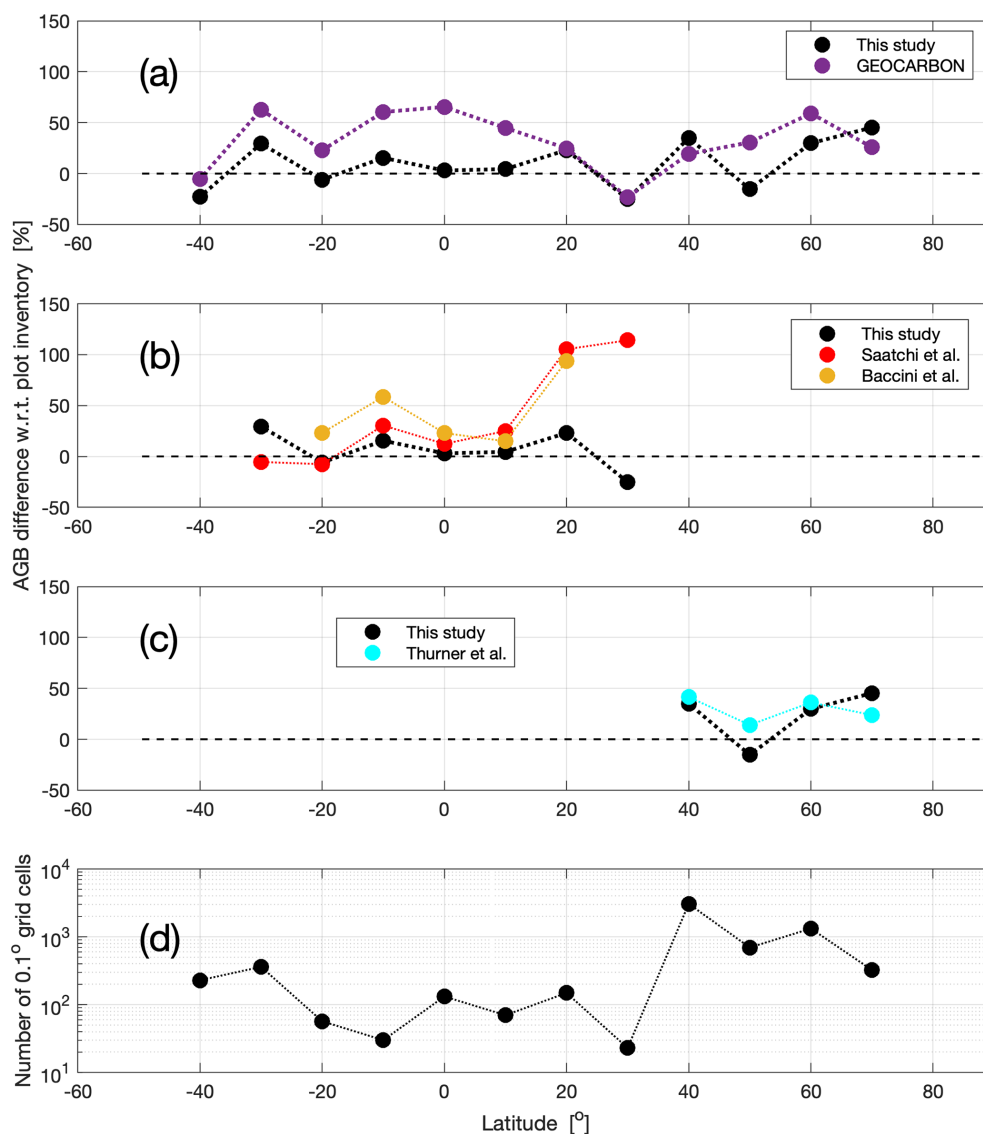 150
100
50
0
-50
-60 -40 -20 0 20 40 60 80
(a)
This study
GEOCARBON
150
100
50
0
-50
-60 -40 -20 0 20 40 60 80
(b)
This study
Saatchi et al.
Baccini et al.
AGB difference w.r.t. plot inventory [%]
150
100
50
0
-50
-60 -40 -20 0 20 40 60 80
(c)
This study
Thurner et al.
10^4
10^3
10^2
10^1
-60 -40 -20 0 20 40 60 80
(d)
Number of 0.1° grid cells
Latitude [°]